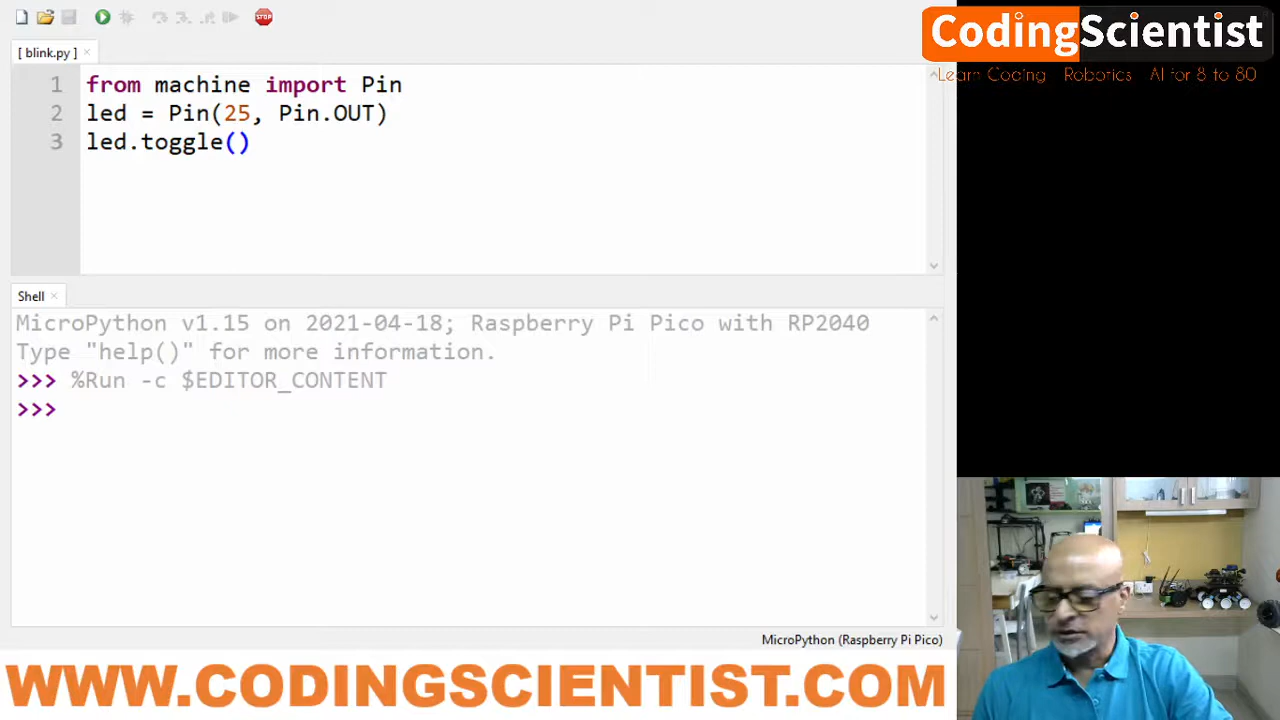 CodingScientist
Learn Coding Robotics AI for 8 to 80
[ blink.py ] ×
1 from machine import Pin
2 led = Pin(25, Pin.OUT)
3 led.toggle()
Shell ×
MicroPython v1.15 on 2021-04-18; Raspberry Pi Pico with RP2040
Type "help()" for more information.
>>> %Run -c $EDITOR_CONTENT
>>>
MicroPython (Raspberry Pi Pico)
WWW.CODINGSCIENTIST.COM
STOP